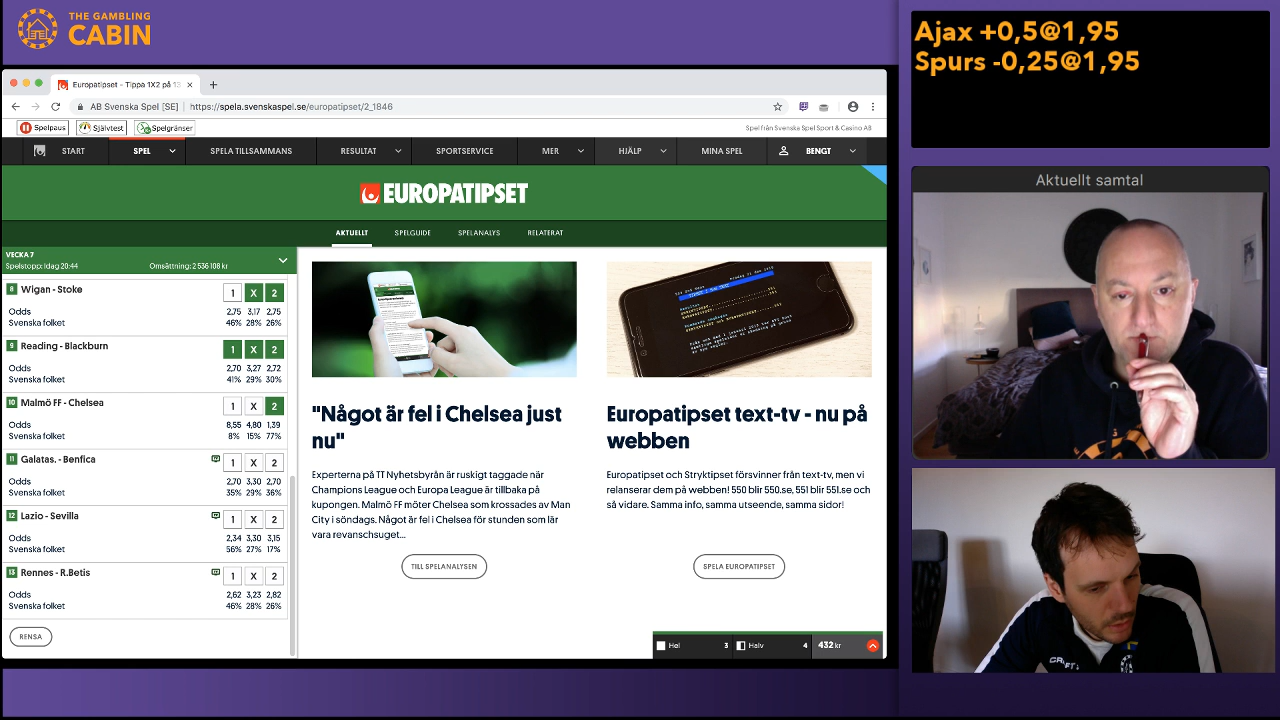 THE GAMBLING
CABIN
Ajax +0,5@1,95
Spurs -0,25@1,95
Europatipset - Tippa 1X2 på 13
AB Svenska Spel [SE] | https://spela.svenskaspel.se/europatipset/2_1846
Spelpaus
Självtest
Spelgränser
Spel från Svenska Spel Sport & Casino AB
START
SPEL
SPELA TILLSAMMANS
RESULTAT
SPORTSERVICE
MER
HJÄLP
MINA SPEL
BENGT
EUROPATIPSET
AKTUELLT
SPELGUIDE
SPELANALYS
RELATERAT
VECKA 7
Spelstopp: Idag 20:44
Omsättning: 2 536 108 kr
8 Wigan - Stoke 1 X 2
Odds 2,75 3,17 2,75
Svenska folket 46% 28% 26%
9 Reading - Blackburn 1 X 2
Odds 2,70 3,27 2,72
Svenska folket 41% 29% 30%
10 Malmö FF - Chelsea 1 X 2
Odds 8,55 4,80 1,39
Svenska folket 8% 15% 77%
11 Galatas. - Benfica 1 X 2
Odds 2,70 3,30 2,70
Svenska folket 35% 29% 36%
12 Lazio - Sevilla 1 X 2
Odds 2,34 3,30 3,15
Svenska folket 56% 27% 17%
13 Rennes - R.Betis 1 X 2
Odds 2,62 3,23 2,82
Svenska folket 46% 28% 26%
RENSA
"Något är fel i Chelsea just
nu"
Experterna på TT Nyhetsbyrån är ruskigt taggade när
Champions League och Europa League är tillbaka på
kupongen. Malmö FF möter Chelsea som krossades av Man
City i söndags. Något är fel i Chelsea för stunden som lär
vara revanschsuget...
TILL SPELANALYSEN
Europatipset text-tv - nu på
webben
Europatipset och Stryktipset försvinner från text-tv, men vi
relanserar dem på webben! 550 blir 550.se, 551 blir 551.se och
så vidare. Samma info, samma utseende, samma sidor!
SPELA EUROPATIPSET
Hel 3
Halv 4
432 kr
Aktuellt samtal